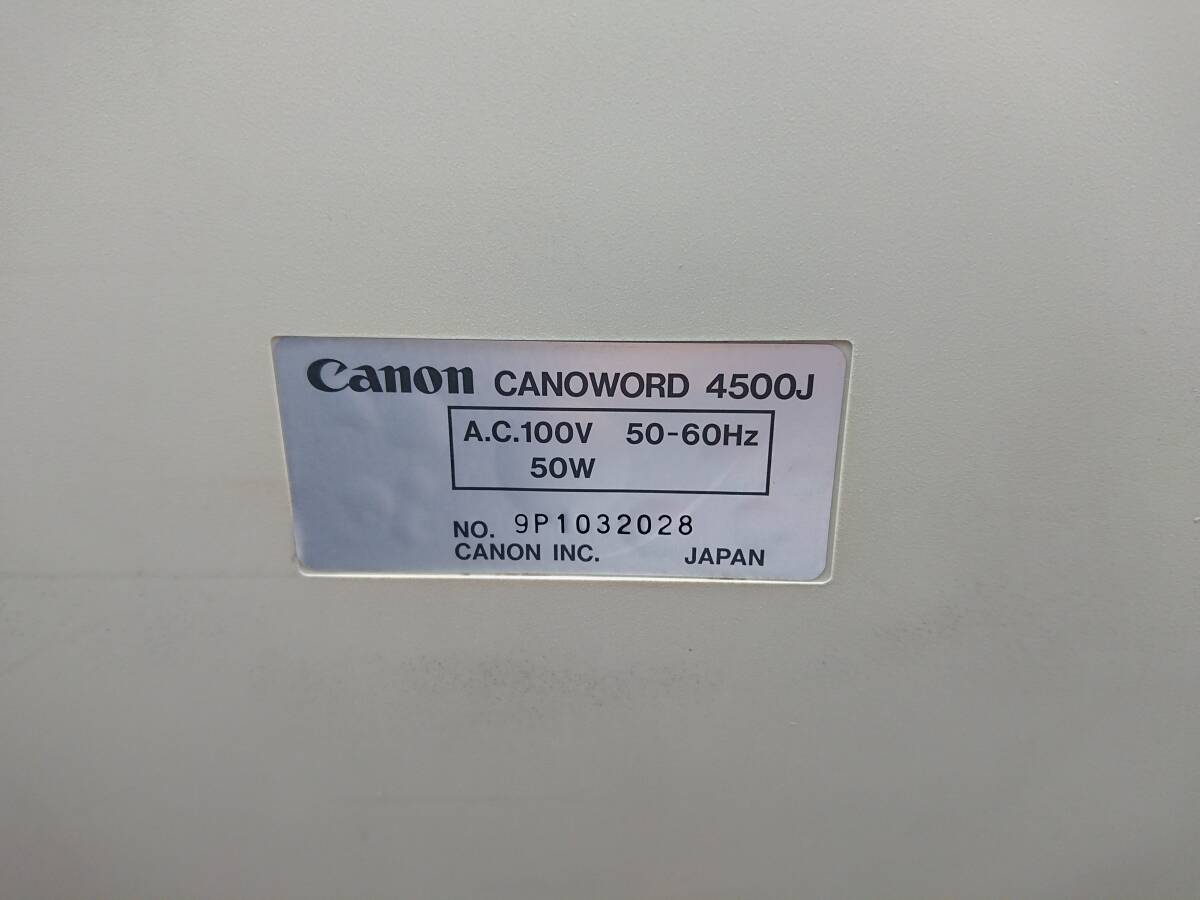 Canon CANOWORD 4500J
A.C.100V 50-60Hz
50W
NO. 9P1032028
CANON INC. JAPAN